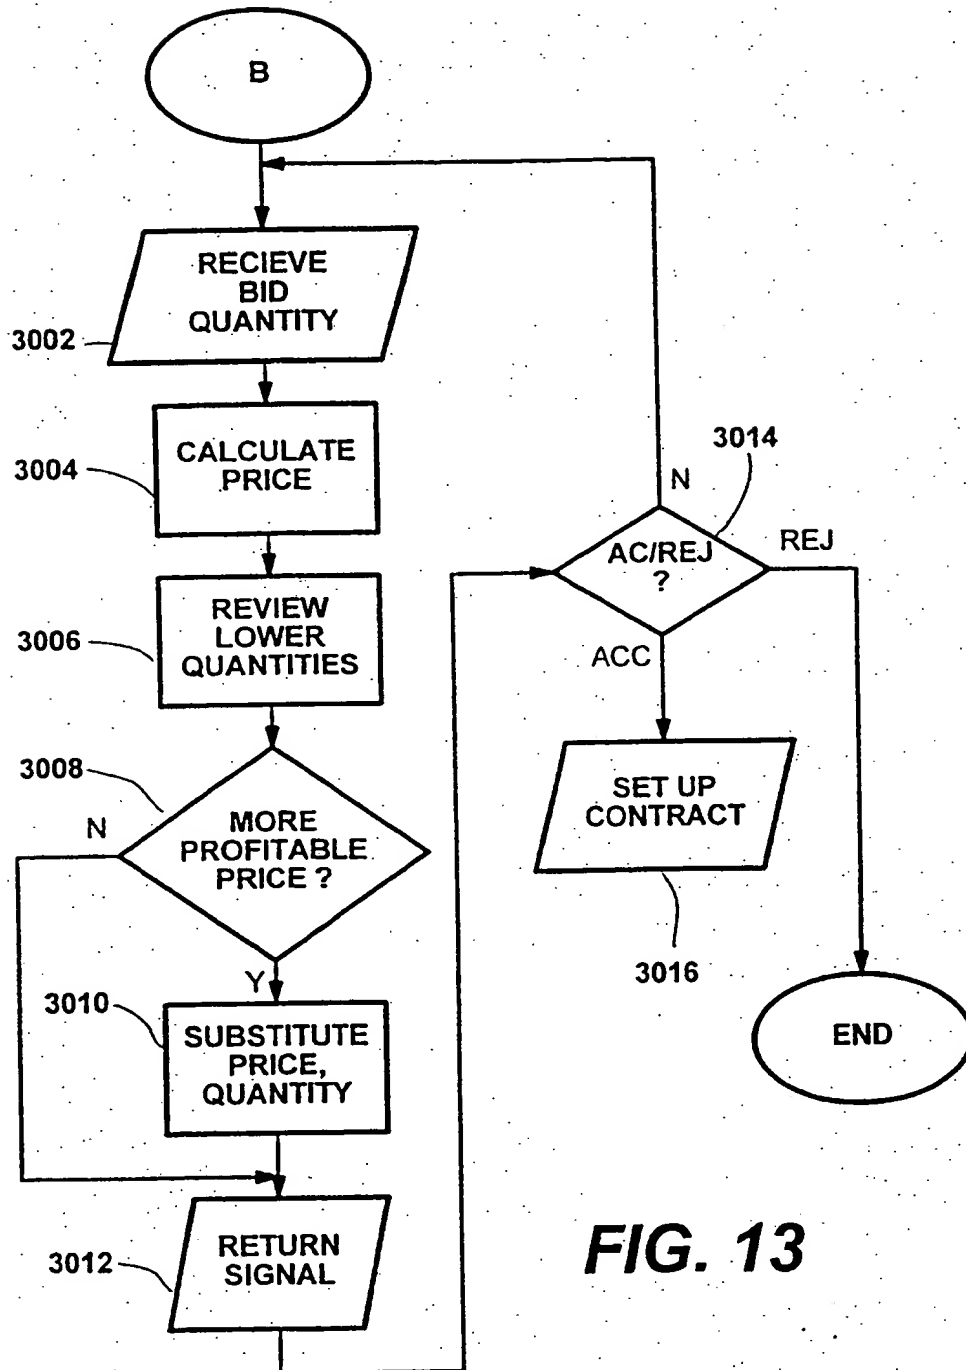 B
RECIEVE
BID
QUANTITY
3002
CALCULATE
PRICE
3004
REVIEW
LOWER
QUANTITIES
3006
3008
MORE
PROFITABLE
PRICE ?
N
Y
3010
SUBSTITUTE
PRICE,
QUANTITY
3012
RETURN
SIGNAL
3014
N
AC/REJ
?
REJ
ACC
SET UP
CONTRACT
3016
END
FIG. 13